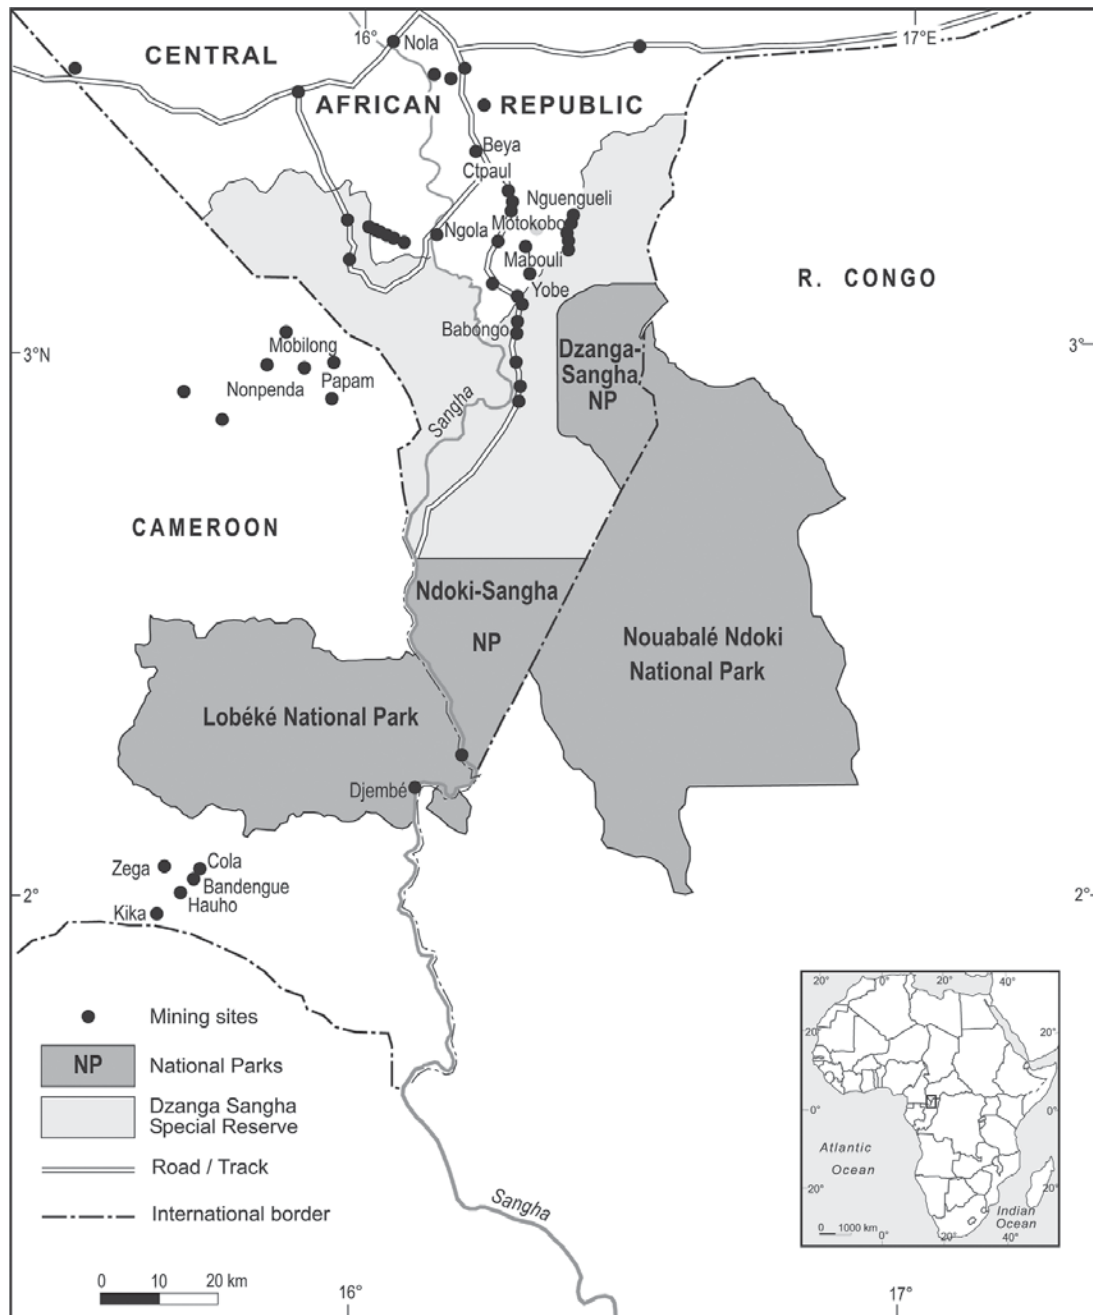 16°
17°E
Nola
CENTRAL
AFRICAN
REPUBLIC
Beya
Ctpaul
Nguengueli
Motokobo
Ngola
Mabouli
Yobe
R. CONGO
Babongo
3°N
3°
Mobilong
Dzanga-
Sangha
NP
Nonpenda
Papam
Sangha
CAMEROON
Ndoki-Sangha
NP
Nouabalé Ndoki
National Park
Lobéké National Park
Djembé
Zega
Cola
Bandengue
Hauho
Kika
2°
2°
Mining sites
NP
National Parks
Dzanga Sangha
Special Reserve
Road / Track
International border
0 10 20 km
Sangha
16°
17°
20° 0° 20° 40°
20° 20°
0° 0°
Atlantic
Ocean
20° 20°
Indian
Ocean
0 1000 km
0° 20° 40°